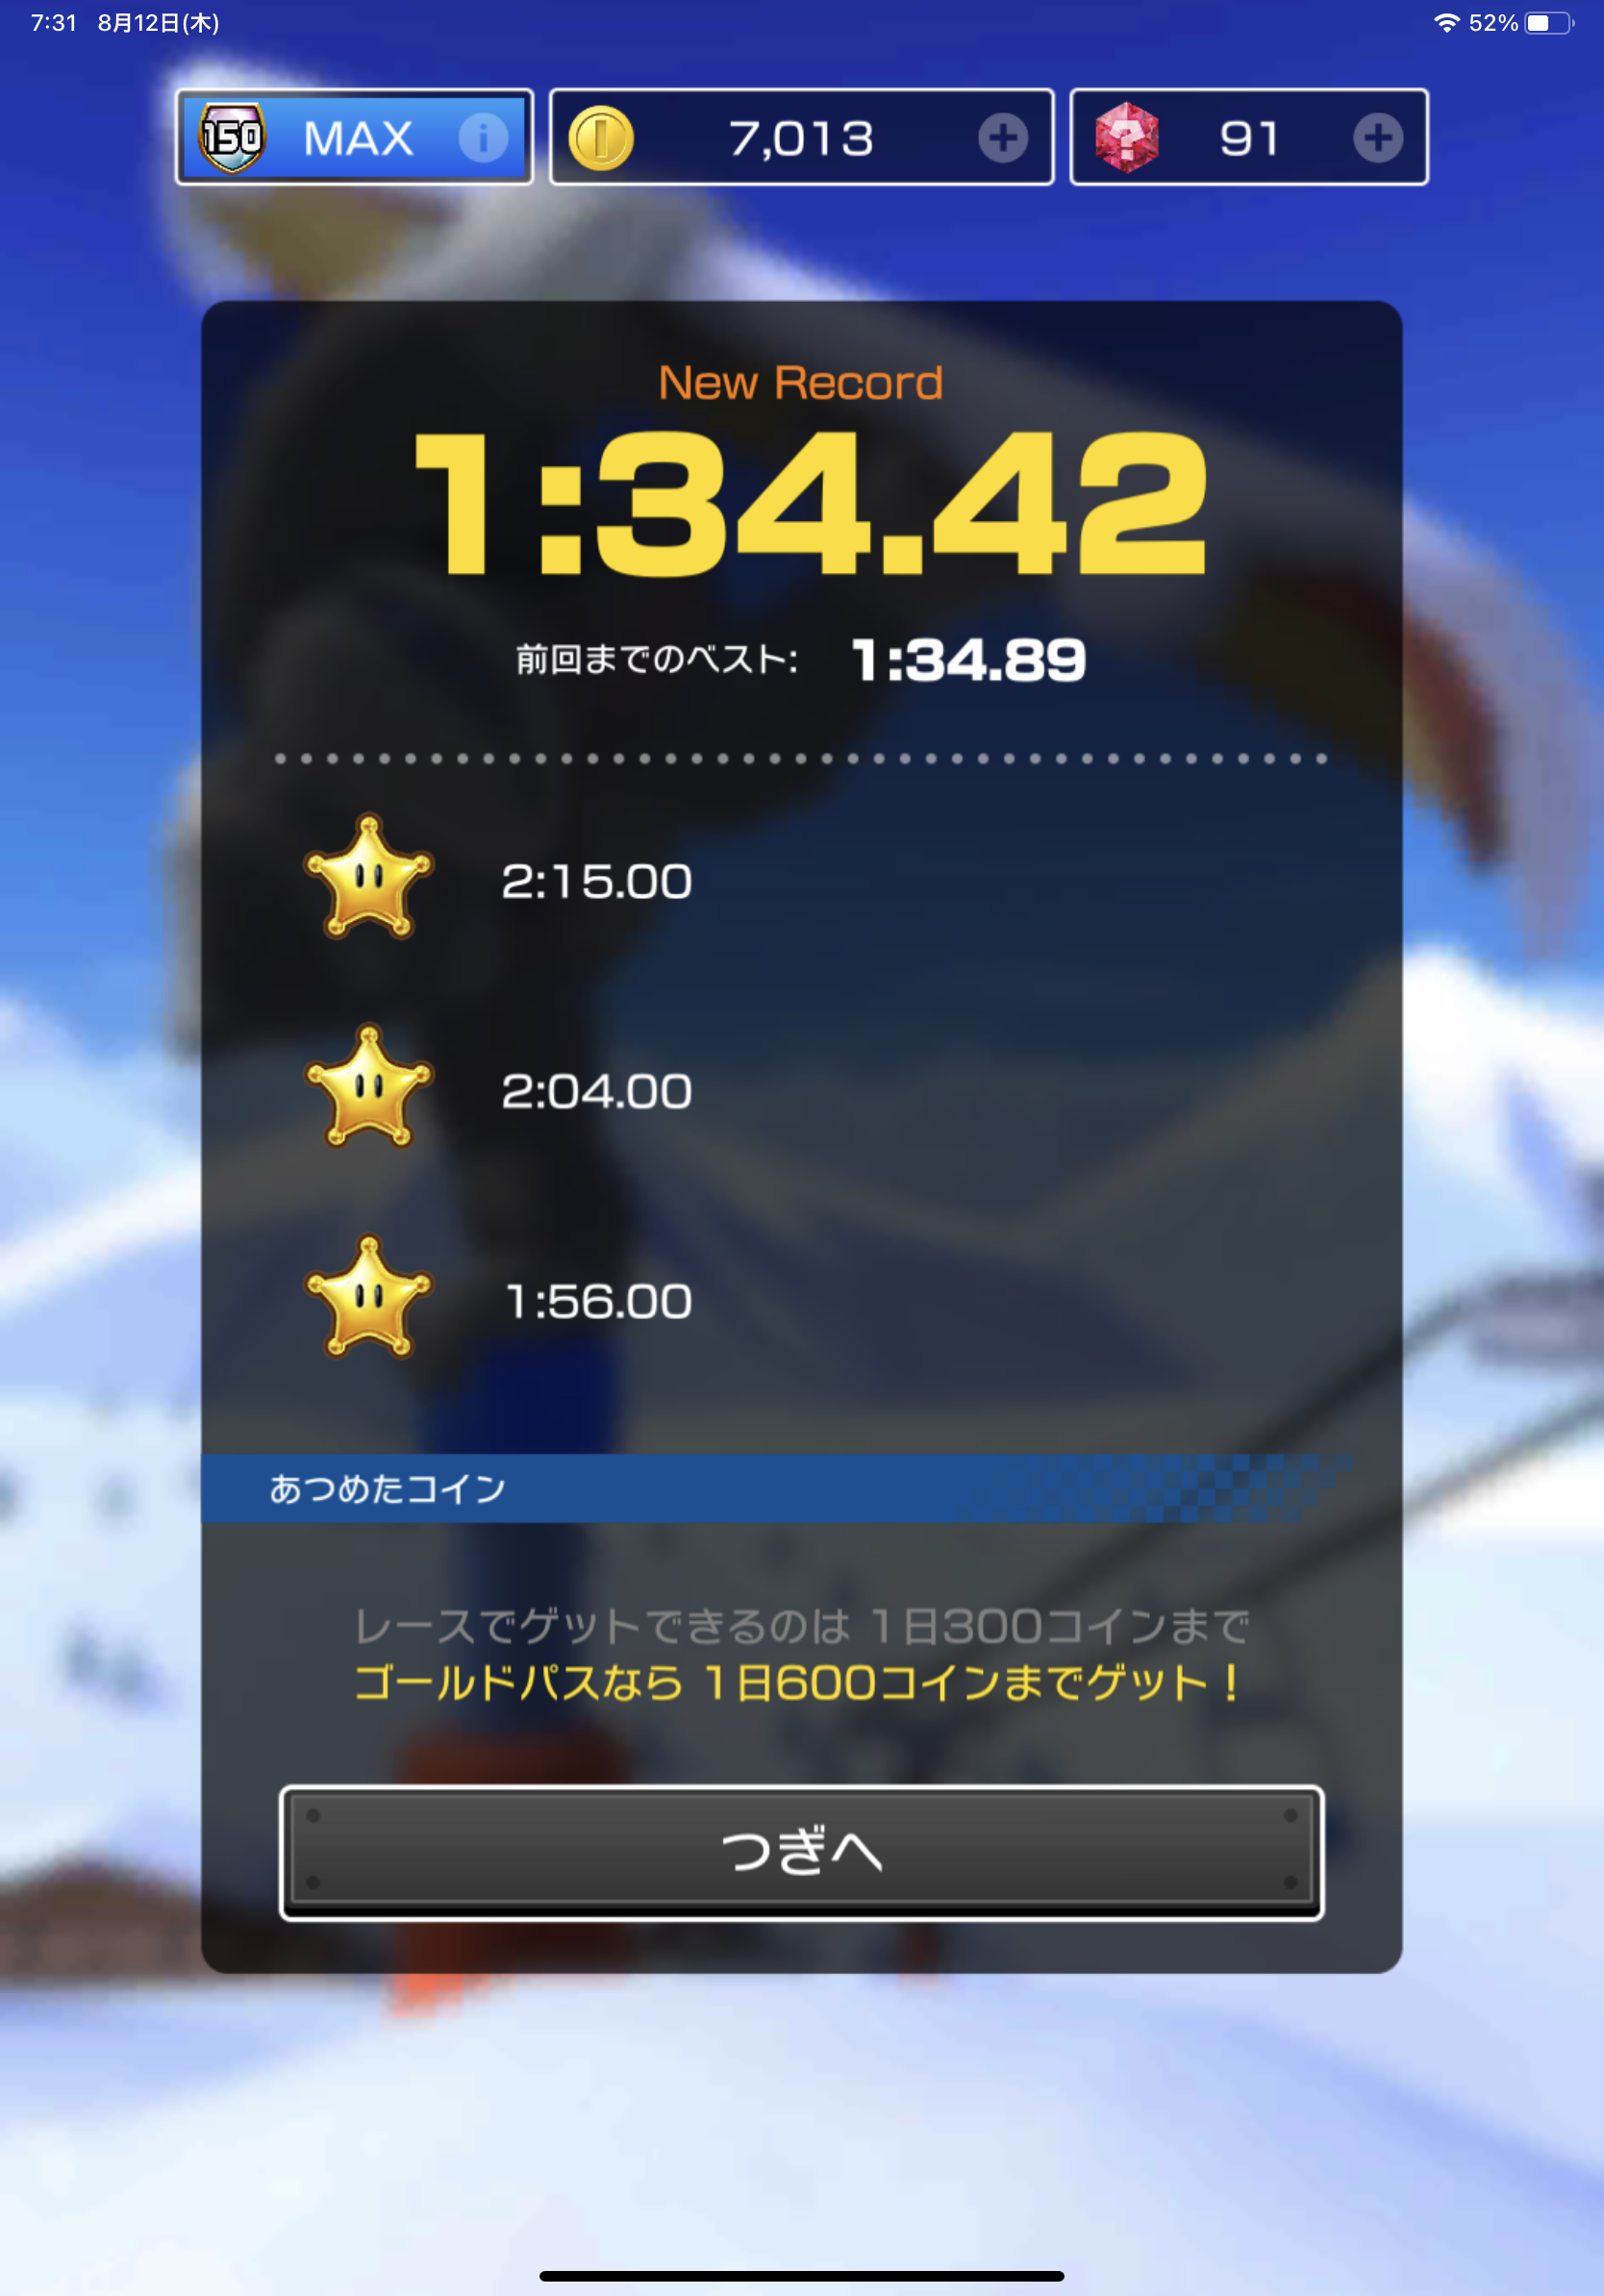 7:31 8月12日(木) 52%
150 MAX i 7,013 + ? 91 +
New Record
1:34.42
前回までのベスト: 1:34.89
2:15.00
2:04.00
1:56.00
あつめたコイン
レースでゲットできるのは 1日300コインまで
ゴールドパスなら 1日600コインまでゲット!
つぎへ